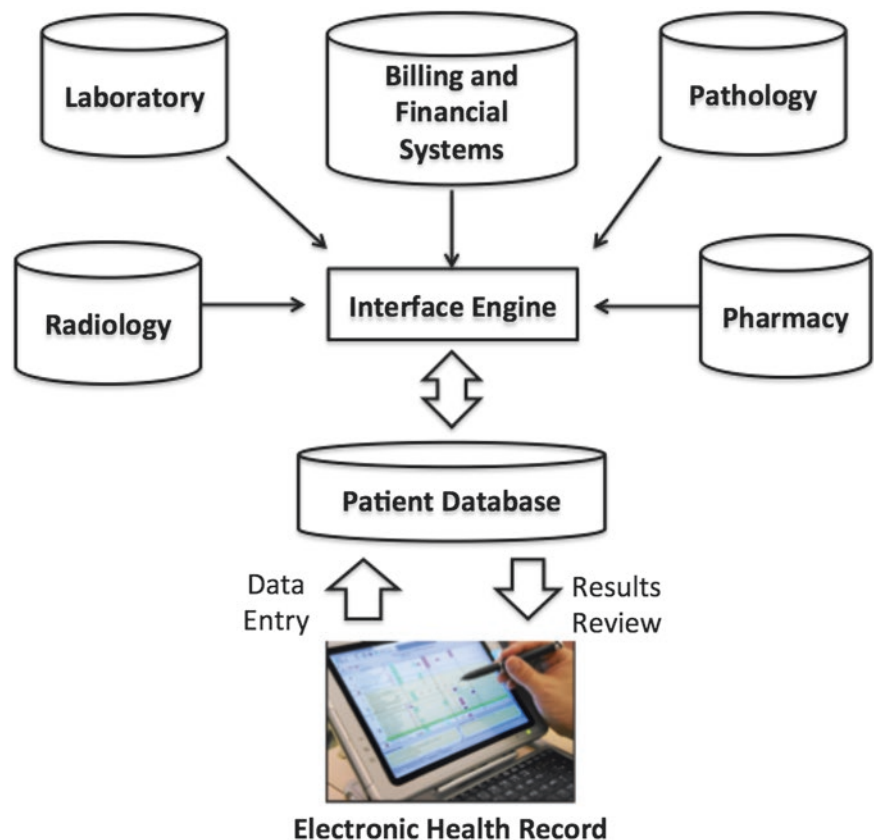 Laboratory
Billing and
Financial
Systems
Pathology
Radiology
Interface Engine
Pharmacy
Patient Database
Data
Entry
Results
Review
Electronic Health Record